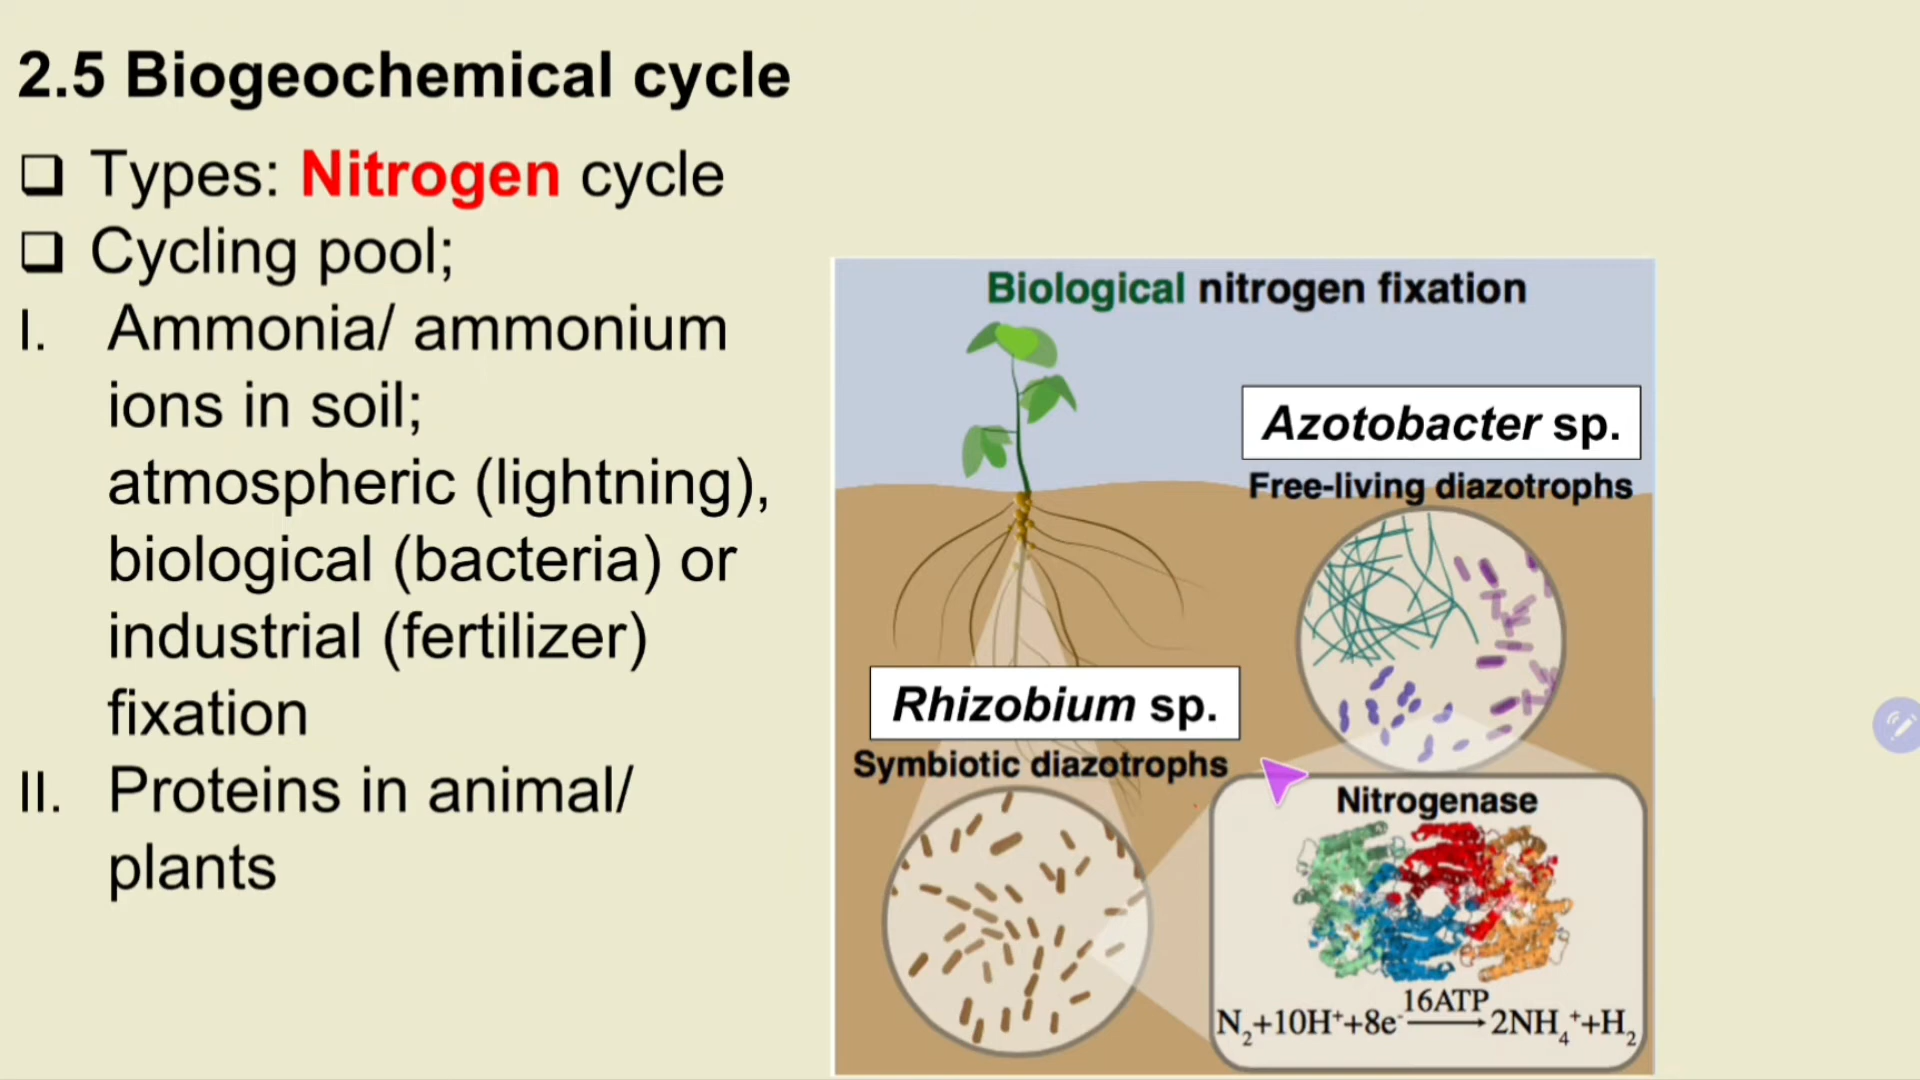 2.5 Biogeochemical cycle
❑ Types: Nitrogen cycle
❑ Cycling pool;
I. Ammonia/ ammonium
ions in soil;
atmospheric (lightning),
biological (bacteria) or
industrial (fertilizer)
fixation
II. Proteins in animal/
plants
Biological nitrogen fixation
Azotobacter sp.
Free-living diazotrophs
Rhizobium sp.
Symbiotic diazotrophs
Nitrogenase
16ATP
N₂+10H⁺+8e⁻ → 2NH₄⁺+H₂